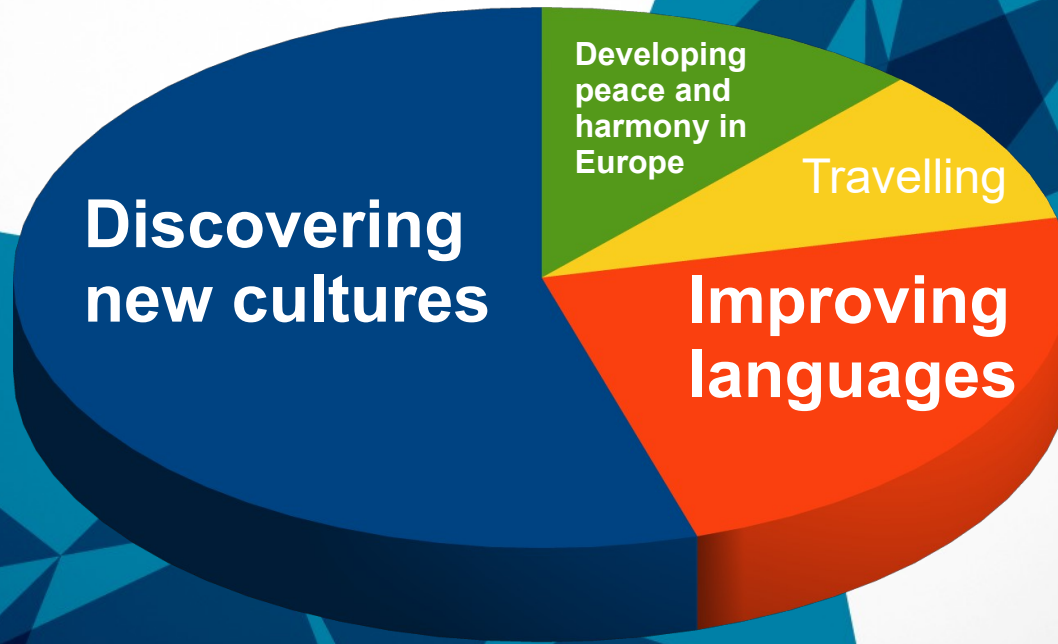 Developing
peace and
harmony in
Europe
Travelling
Discovering
new cultures
Improving
languages